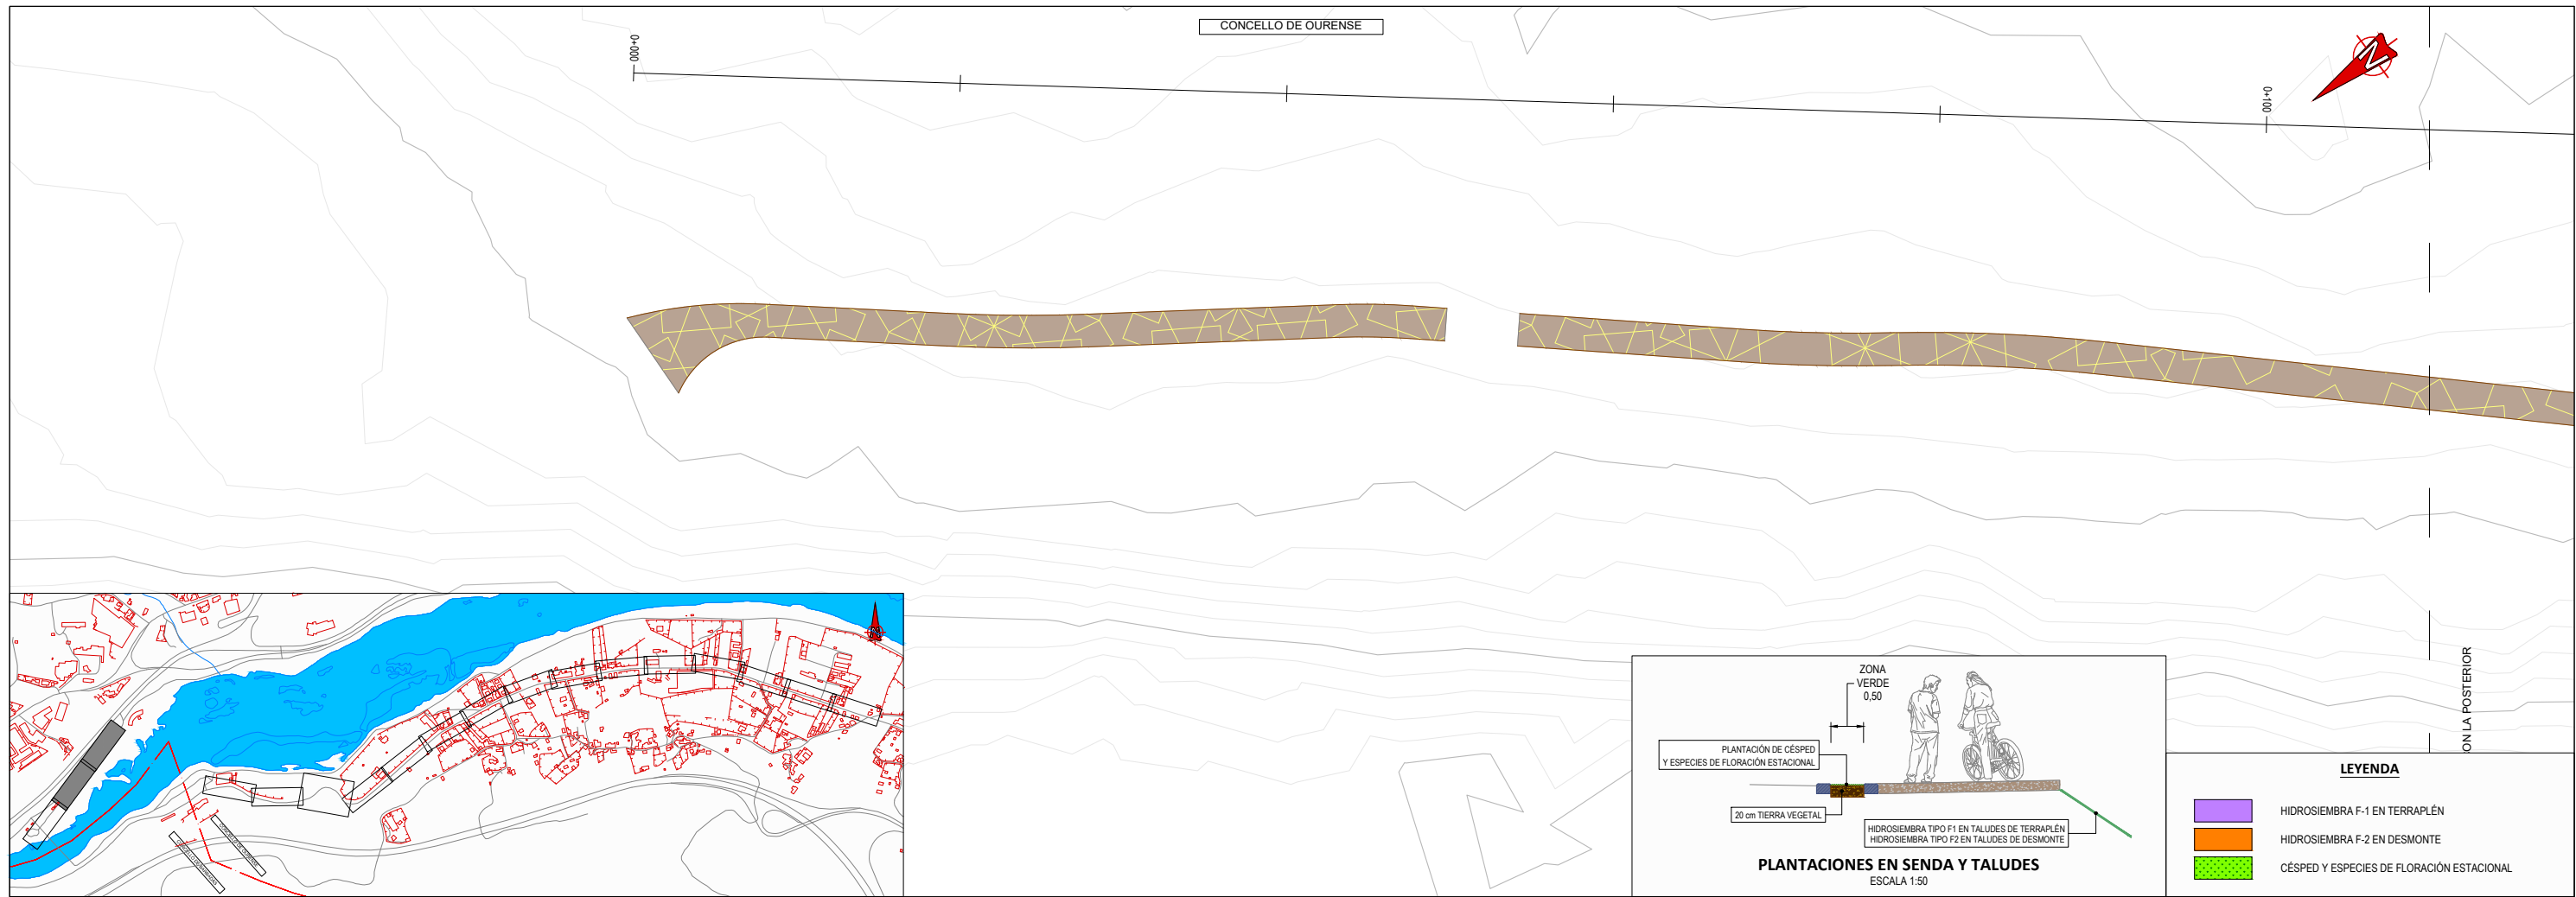 CONCELLO DE OURENSE
0+000
0+100
N
ON LA POSTERIOR
ZONA
VERDE
0,50
PLANTACIÓN DE CÉSPED
Y ESPECIES DE FLORACIÓN ESTACIONAL
20 cm TIERRA VEGETAL
HIDROSIEMBRA TIPO F1 EN TALUDES DE TERRAPLÉN
HIDROSIEMBRA TIPO F2 EN TALUDES DE DESMONTE
PLANTACIONES EN SENDA Y TALUDES
ESCALA 1:50
LEYENDA
HIDROSIEMBRA F-1 EN TERRAPLÉN
HIDROSIEMBRA F-2 EN DESMONTE
CÉSPED Y ESPECIES DE FLORACIÓN ESTACIONAL